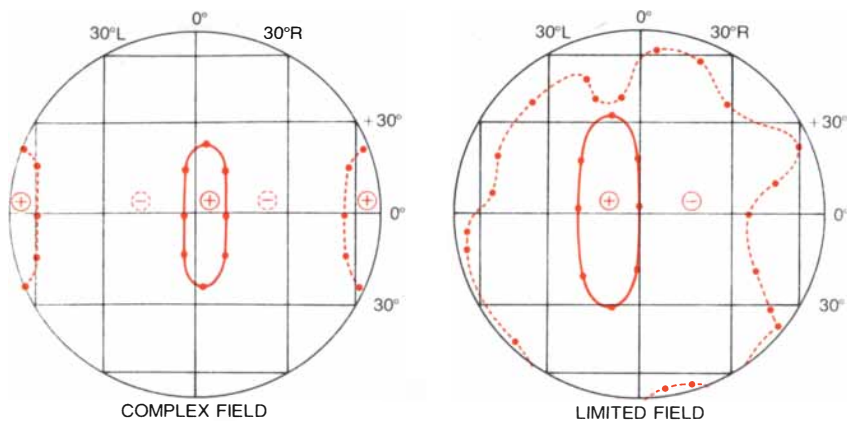 0°
30°L
30°R
+30°
0°
30°
+
−
+
−
+
COMPLEX FIELD
0°
30°L
30°R
+30°
0°
30°
+
−
LIMITED FIELD